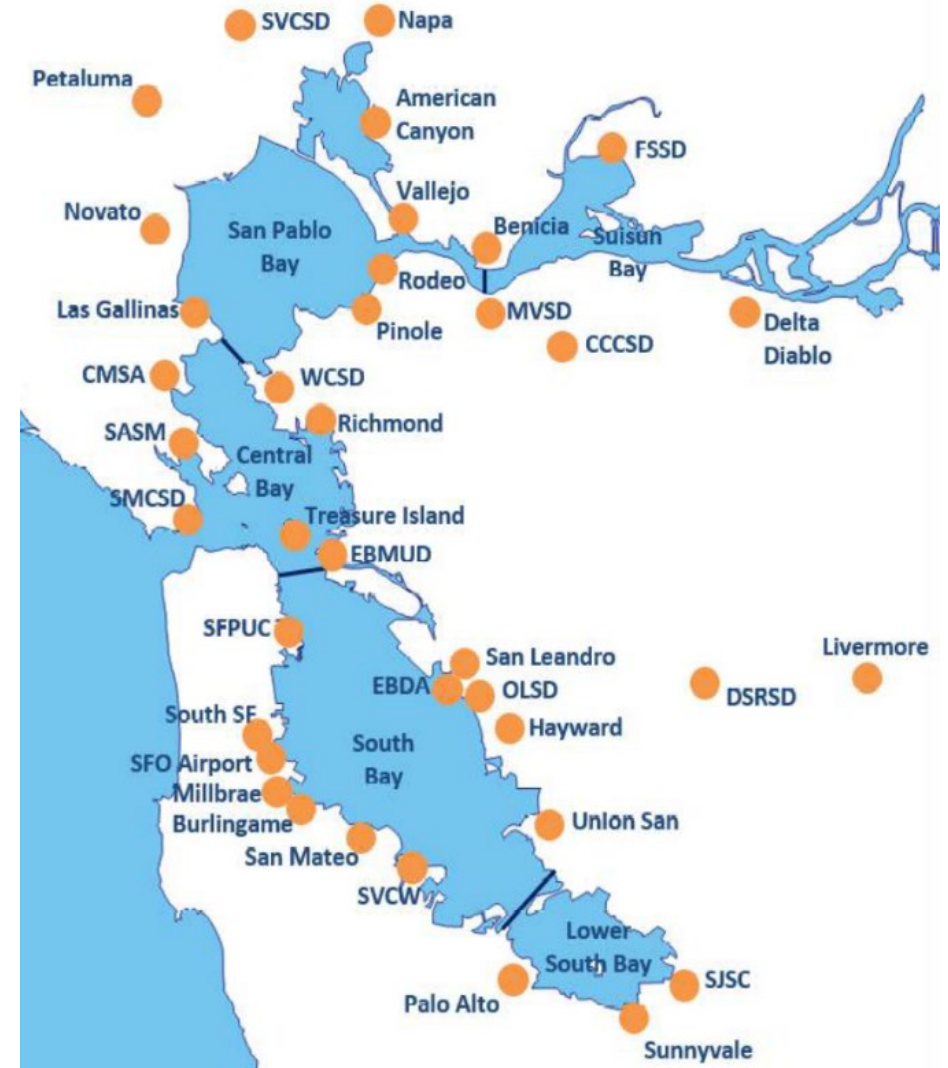 SVCSD
Napa
Petaluma
American
Canyon
FSSD
Vallejo
Novato
Benicia
San Pablo
Bay
Suisun
Bay
Rodeo
Las Gallinas
MVSD
Pinole
Delta
Diablo
CCCSD
CMSA
WCSD
Richmond
SASM
Central
Bay
SMCSD
Treasure Island
EBMUD
SFPUC
San Leandro
Livermore
EBDA
OLSD
DSRSD
South SF
Hayward
South
Bay
SFO Airport
Millbrae
Burlingame
Union San
San Mateo
SVCW
Lower
South Bay
SJSC
Palo Alto
Sunnyvale